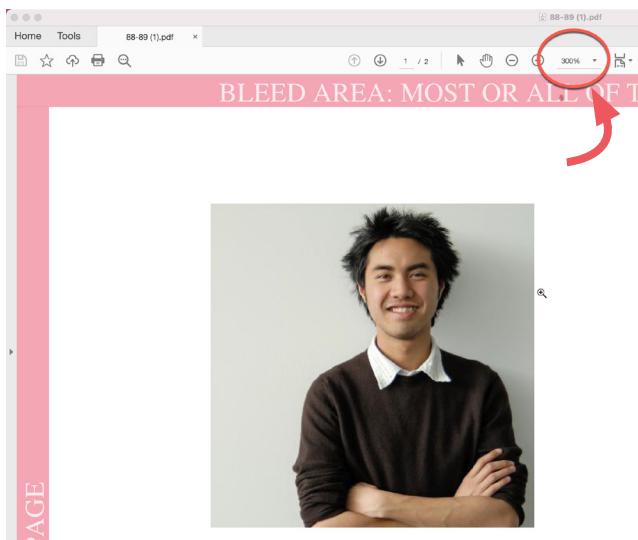 88-89 (1).pdf
Home Tools 88-89 (1).pdf ×
1 / 2 300%
BLEED AREA: MOST OR ALL OF T
PAGE